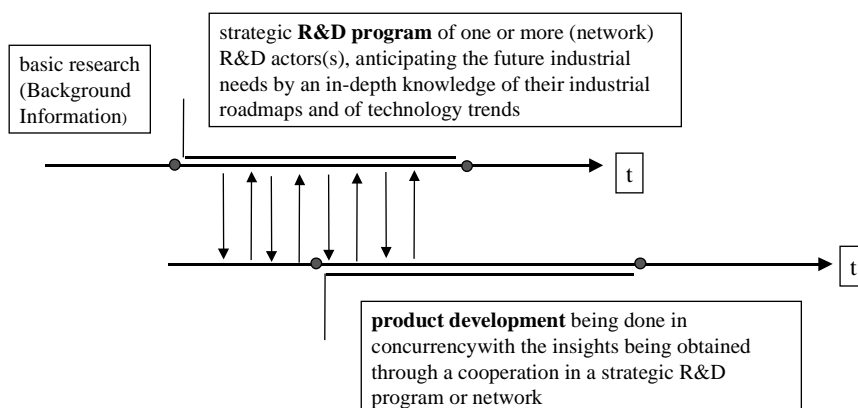 strategic R&D program of one or more (network)
R&D actors(s), anticipating the future industrial
needs by an in-depth knowledge of their industrial
roadmaps and of technology trends
basic research
(Background
Information)
t
t
product development being done in
concurrencywith the insights being obtained
through a cooperation in a strategic R&D
program or network